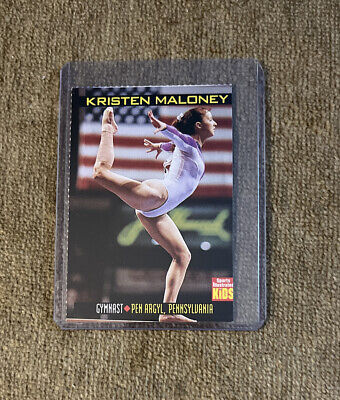 KRISTEN MALONEY
Sports
Illustrated
KIDS
GYMNAST ◆ PEN ARGYL, PENNSYLVANIA